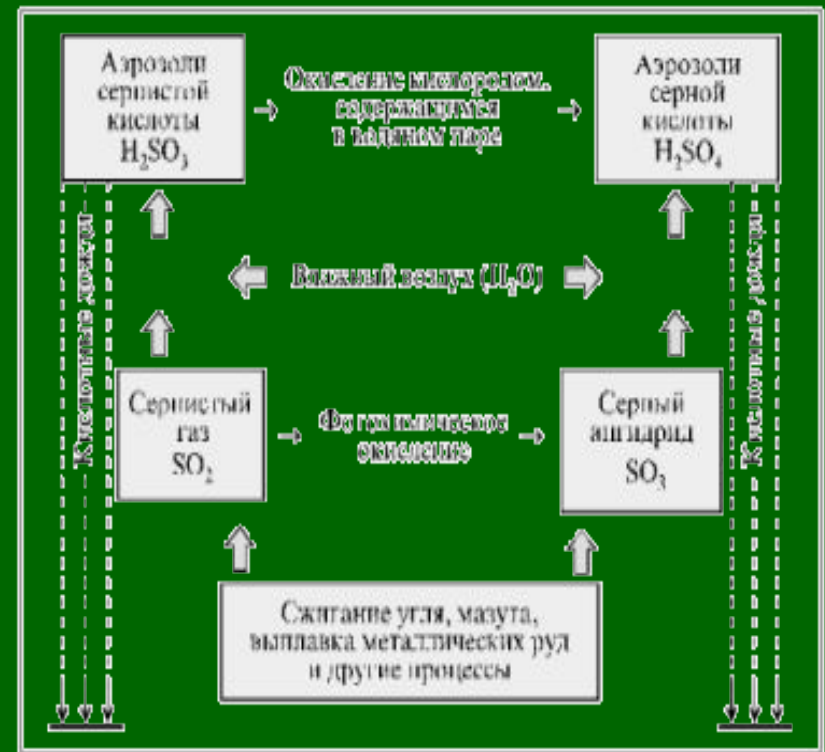 Аэрозоли
сернистой
кислоты
H₂SO₃
Окисление кислородом,
содержащимся
в водяном паре
Аэрозоли
серной
кислоты
H₂SO₄
Кислотные дожди
Влажный воздух (H₂O)
Кислотные дожди
Сернистый
газ
SO₂
Фотохимическое
окисление
Серный
ангидрид
SO₃
Сжигание угля, мазута,
выплавка металлических руд
и другие процессы